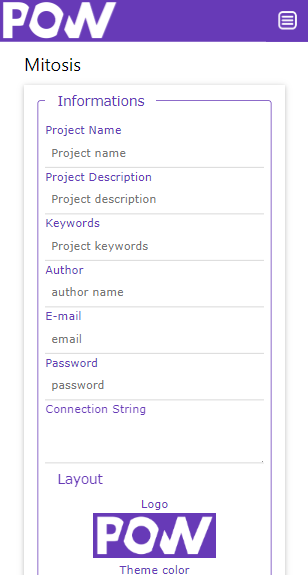 POW
Mitosis
Informations
Project Name
Project name
Project Description
Project description
Keywords
Project keywords
Author
author name
E-mail
email
Password
password
Connection String
Layout
Logo
POW
Theme color